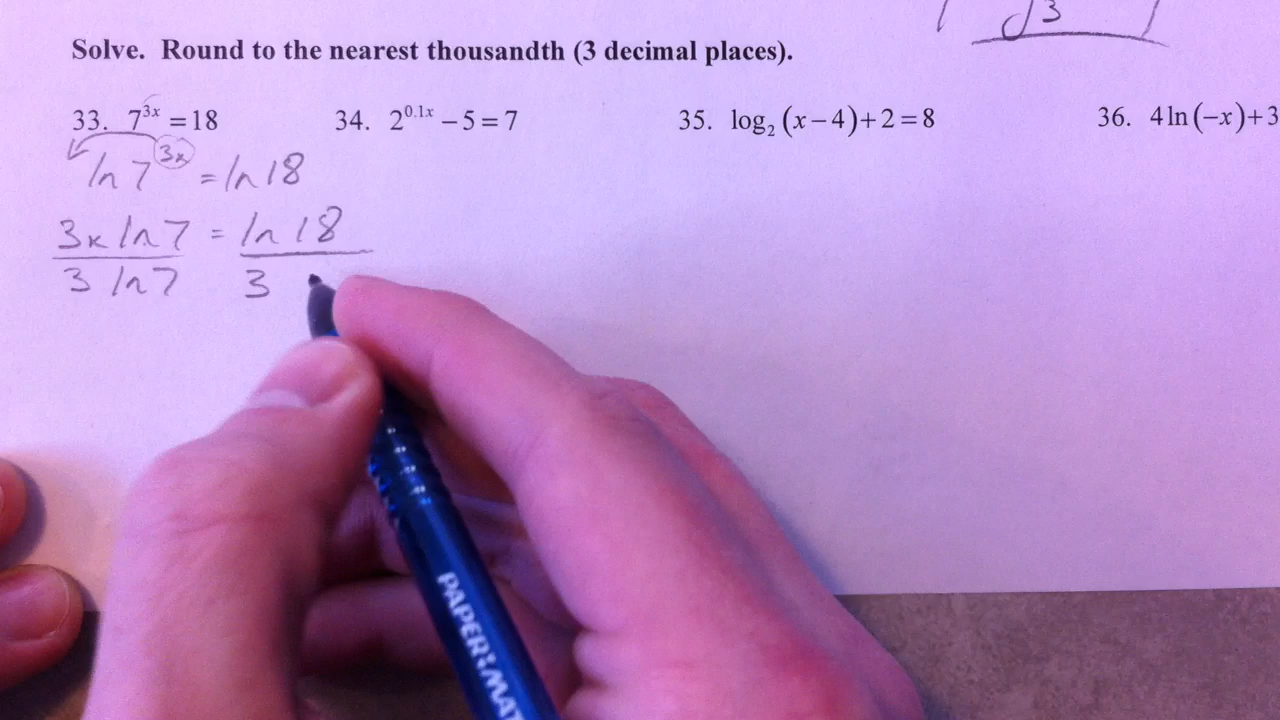 √3
Solve. Round to the nearest thousandth (3 decimal places).
33. 7^{3x} = 18 34. 2^{0.1x} − 5 = 7 35. log₂ (x − 4) + 2 = 8 36. 4 ln (−x) + 3
ln 7^{3x} = ln 18
3x ln 7 = ln 18
3 ln 7 3
PAPER:MAT